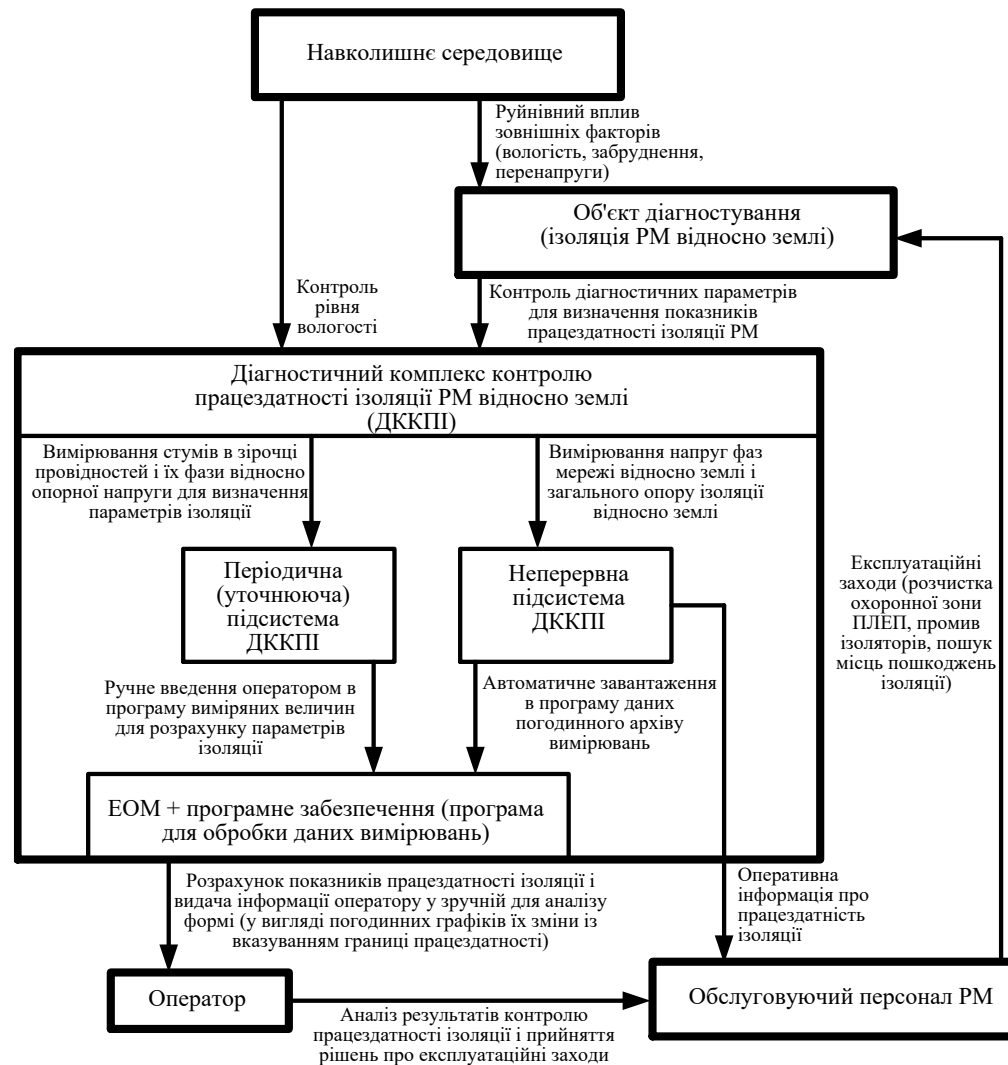 Навколишнє середовище
Руйнівний вплив
зовнішніх факторів
(вологість, забруднення,
перенапруги)
Об'єкт діагностування
(ізоляція РМ відносно землі)
Контроль
рівня
вологості
Контроль діагностичних параметрів
для визначення показників
працездатності ізоляції РМ
Діагностичний комплекс контролю
працездатності ізоляції РМ відносно землі
(ДККПІ)
Вимірювання стумів в зірочці
провідностей і їх фази відносно
опорної напруги для визначення
параметрів ізоляції
Вимірювання напруг фаз
мережі відносно землі і
загального опору ізоляції
відносно землі
Періодична
(уточнююча)
підсистема
ДККПІ
Неперервна
підсистема
ДККПІ
Експлуатаційні
заходи (розчистка
охоронної зони
ПЛЕП, промив
ізоляторів, пошук
місць пошкоджень
ізоляції)
Ручне введення оператором в
програму виміряних величин
для розрахунку параметрів
ізоляції
Автоматичне завантаження
в програму даних
погодинного архіву
вимірювань
ЕОМ + програмне забезпечення (програма
для обробки даних вимірювань)
Розрахунок показників працездатності ізоляції і
видача інформації оператору у зручній для аналізу
формі (у вигляді погодинних графіків їх зміни із
вказуванням границі працездатності)
Оперативна
інформація про
працездатність
ізоляції
Оператор
Обслуговуючий персонал РМ
Аналіз результатів контролю
працездатності ізоляції і прийняття
рішень про експлуатаційні заходи